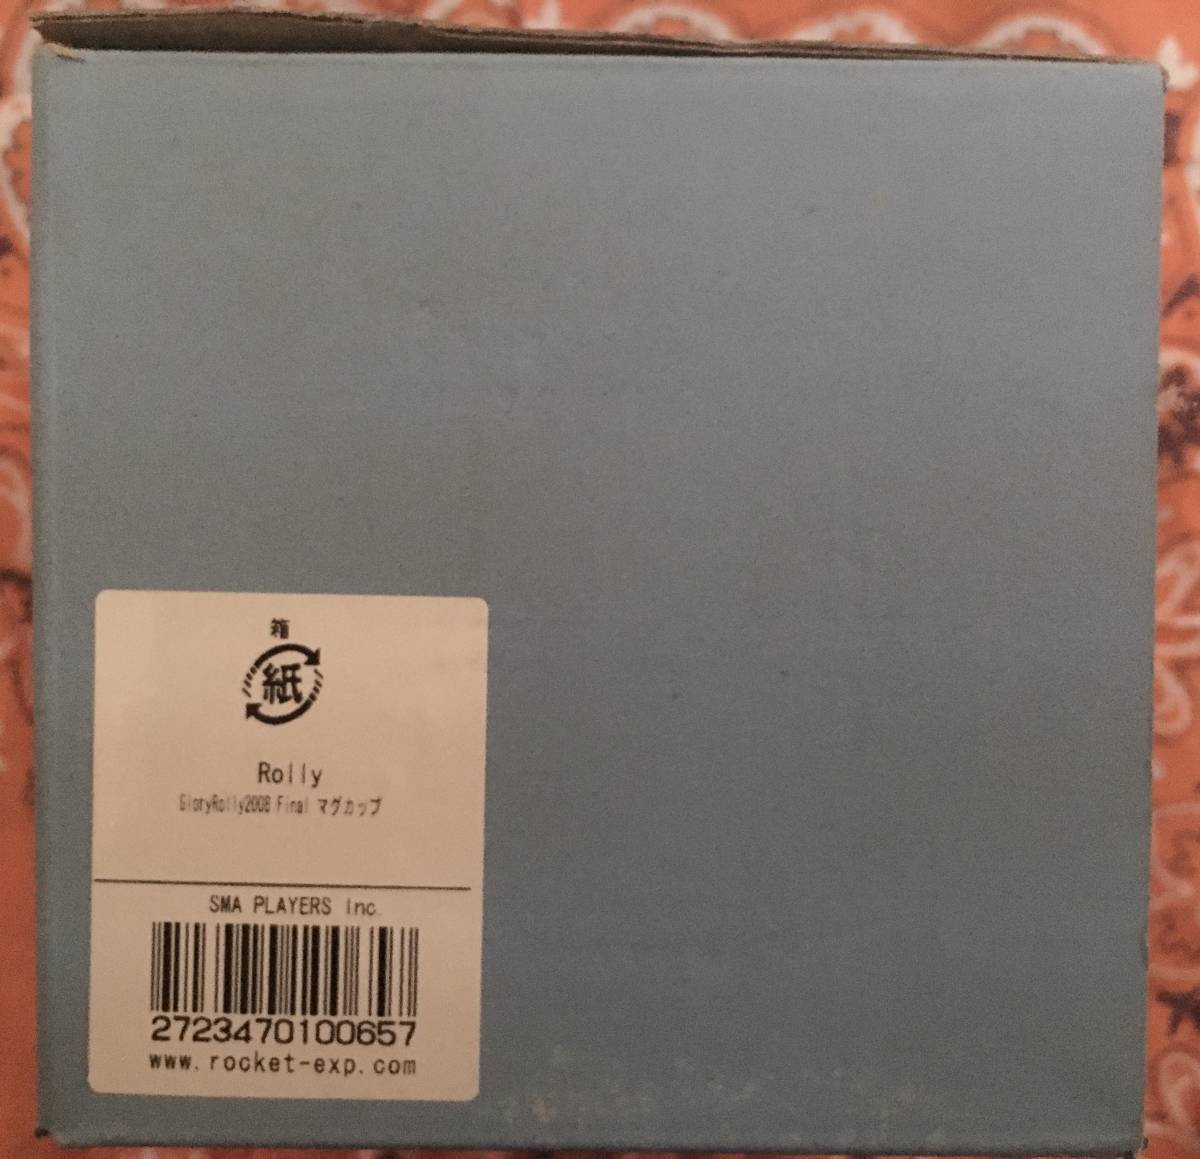 箱
紙
Rolly
GloryRolly2008 Final マグカップ
SMA PLAYERS Inc.
2723470100657
www.rocket-exp.com